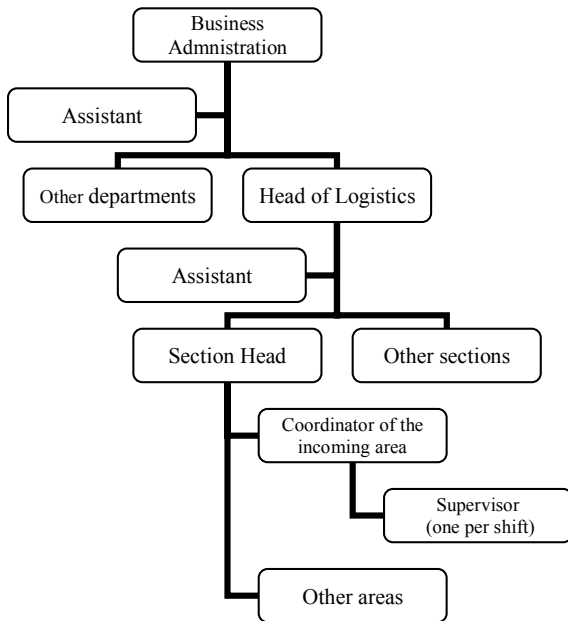 Business
Admnistration
Assistant
Other departments
Head of Logistics
Assistant
Section Head
Other sections
Coordinator of the
incoming area
Supervisor
(one per shift)
Other areas